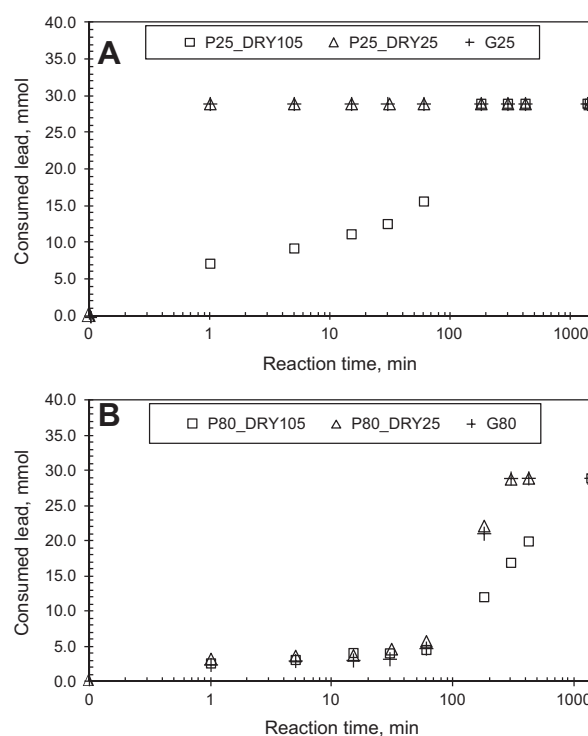 40.0
A
P25_DRY105 P25_DRY25 G25
35.0
30.0
25.0
20.0
15.0
10.0
5.0
0.0
0 1 10 100 1000
Consumed lead, mmol
Reaction time, min
40.0
B
P80_DRY105 P80_DRY25 G80
35.0
30.0
25.0
20.0
15.0
10.0
5.0
0.0
0 1 10 100 1000
Consumed lead, mmol
Reaction time, min